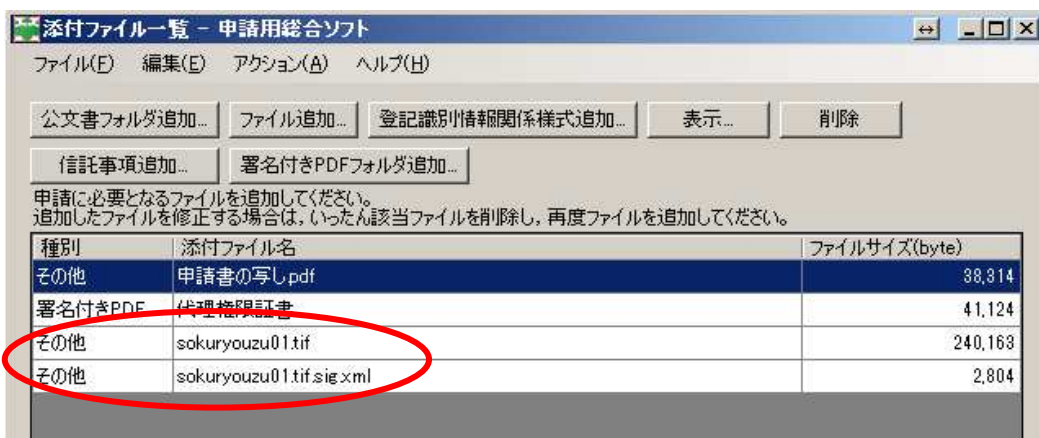 添付ファイル一覧 - 申請用総合ソフト
ファイル(F) 編集(E) アクション(A) ヘルプ(H)
公文書フォルダ追加... ファイル追加... 登記識別情報関係様式追加... 表示... 削除
信託事項追加... 署名付きPDFフォルダ追加...
申請に必要となるファイルを追加してください。
追加したファイルを修正する場合は，いったん該当ファイルを削除し，再度ファイルを追加してください。
種別 添付ファイル名 ファイルサイズ(byte)
その他 申請書の写し.pdf 38,314
署名付きPDF 代理権限証書 41,124
その他 sokuryouzu01.tif 240,163
その他 sokuryouzu01.tif.sig.xml 2,804